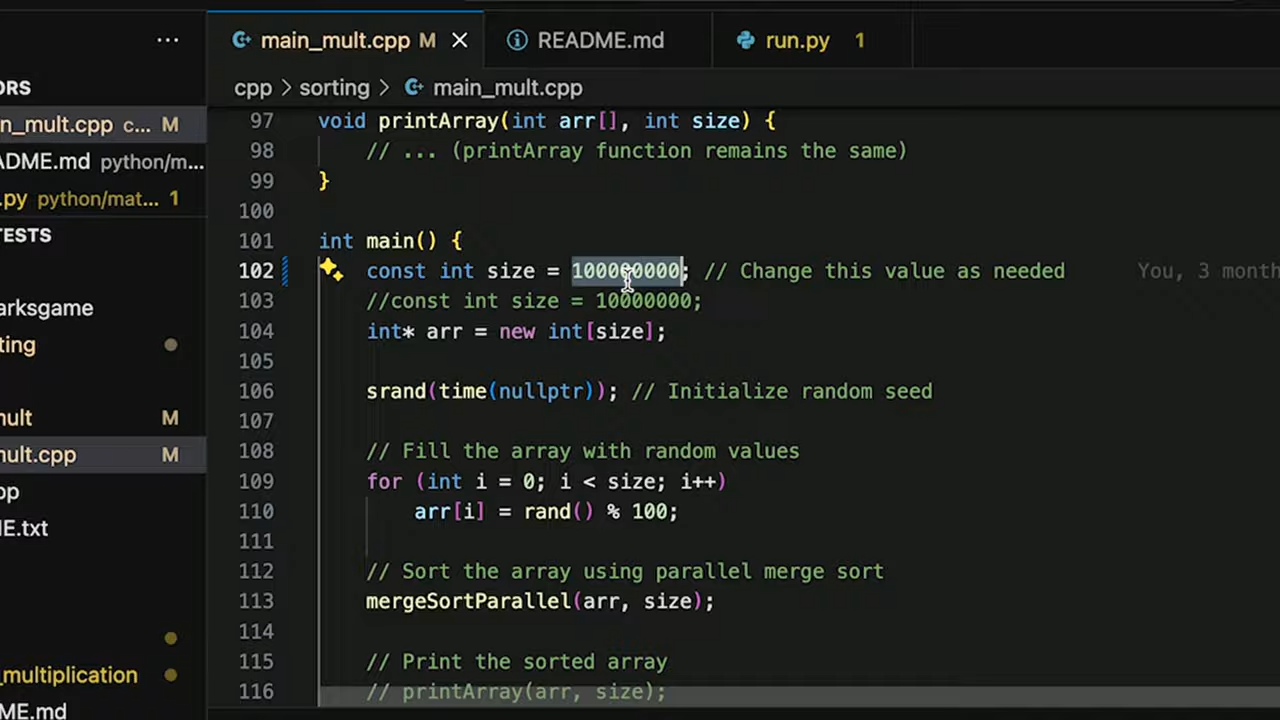 ...
main_mult.cpp M
README.md
run.py 1
ORS
cpp > sorting > main_mult.cpp
n_mult.cpp c... M
ADME.md python/m...
.py python/mat... 1
TESTS
arksgame
ting
mult M
mult.cpp M
pp
ME.txt
_multiplication
ME.md
97 void printArray(int arr[], int size) {
98 // ... (printArray function remains the same)
99 }
100
101 int main() {
102 const int size = 100000000; // Change this value as needed You, 3 month
103 //const int size = 10000000;
104 int* arr = new int[size];
105
106 srand(time(nullptr)); // Initialize random seed
107
108 // Fill the array with random values
109 for (int i = 0; i < size; i++)
110 arr[i] = rand() % 100;
111
112 // Sort the array using parallel merge sort
113 mergeSortParallel(arr, size);
114
115 // Print the sorted array
116 // printArray(arr, size);